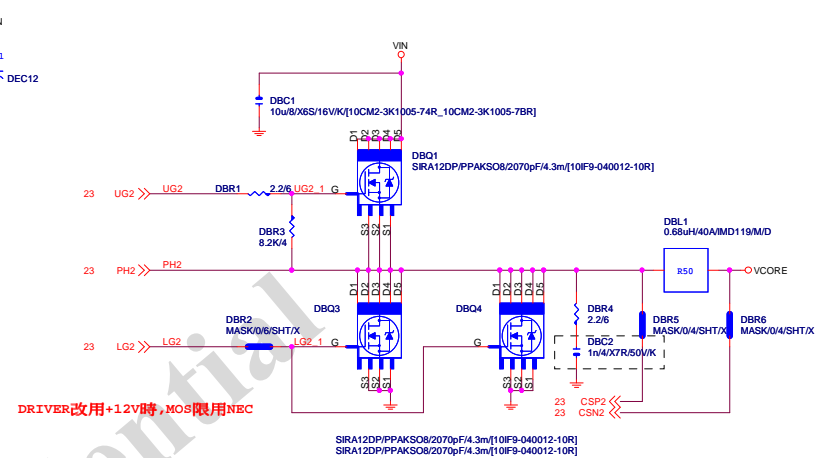 N
1
DEC12
VIN
DBC1
10u/8/X6S/16V/K/[10CM2-3K1005-74R_10CM2-3K1005-7BR]
D1 D2 D3 D4 D5
DBQ1
SIRA12DP/PPAKSO8/2070pF/4.3m/[10IF9-040012-10R]
23 UG2 UG2 DBR1 2.2/6 UG2_1 G
S3 S2 S1
DBR3
8.2K/4
DBL1
0.68uH/40A/IMD119/M/D
23 PH2 PH2
R50
VCORE
D1 D2 D3 D4 D5
D1 D2 D3 D4 D5
DBR2
MASK/0/6/SHT/X
DBQ3
DBQ4
DBR4
2.2/6
DBR5
MASK/0/4/SHT/X
DBR6
MASK/0/4/SHT/X
23 LG2 LG2 LG2_1 G
G
DBC2
1n/4/X7R/50V/K
S3 S2 S1
S3 S2 S1
23 CSP2
23 CSN2
DRIVER改用+12V時,MOS限用NEC
SIRA12DP/PPAKSO8/2070pF/4.3m/[10IF9-040012-10R]
SIRA12DP/PPAKSO8/2070pF/4.3m/[10IF9-040012-10R]
ential